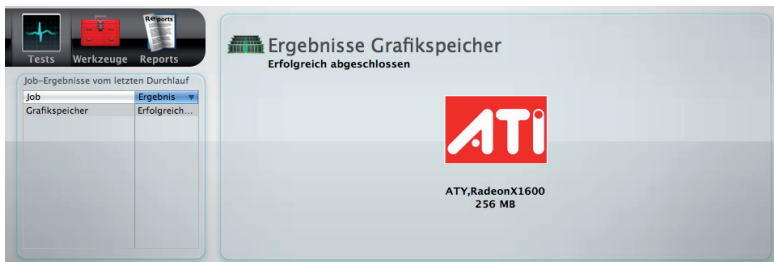 Reports
Tests Werkzeuge Reports
Job-Ergebnisse vom letzten Durchlauf
Job Ergebnis
Grafikspeicher Erfolgreich...
Ergebnisse Grafikspeicher
Erfolgreich abgeschlossen
ATI
ATY,RadeonX1600
256 MB